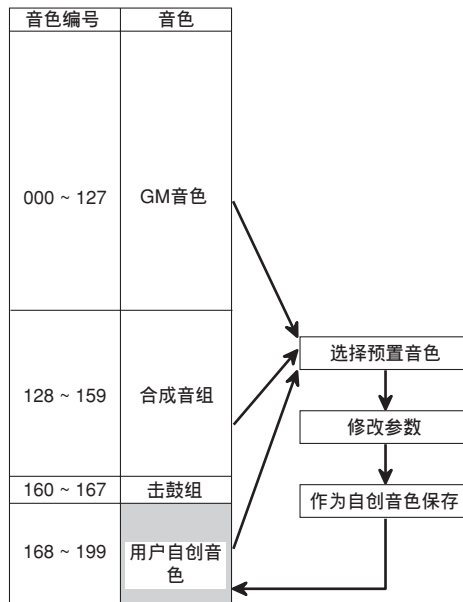 音色编号 音色
000 ~ 127 GM音色
128 ~ 159 合成音组
160 ~ 167 击鼓组
168 ~ 199 用户自创音
色
选择预置音色
修改参数
作为自创音色保存